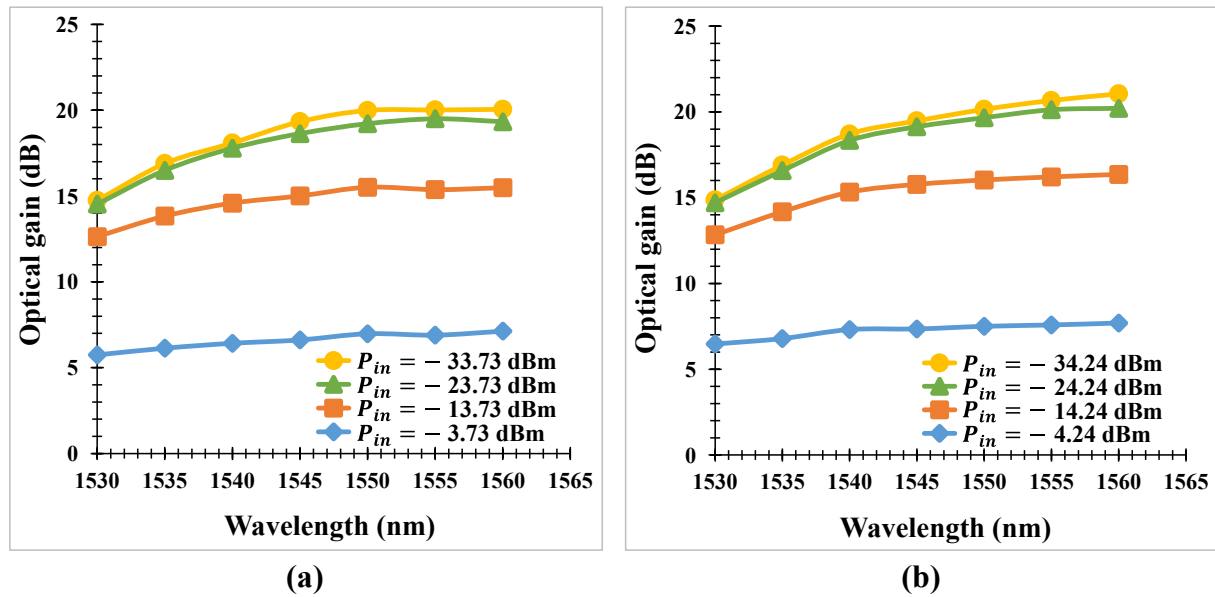 25
20
15
10
5
0
Optical gain (dB)
P_in = − 33.73 dBm
P_in = − 23.73 dBm
P_in = − 13.73 dBm
P_in = − 3.73 dBm
1530 1535 1540 1545 1550 1555 1560 1565
Wavelength (nm)
(a)
25
20
15
10
5
0
Optical gain (dB)
P_in = − 34.24 dBm
P_in = − 24.24 dBm
P_in = − 14.24 dBm
P_in = − 4.24 dBm
1530 1535 1540 1545 1550 1555 1560 1565
Wavelength (nm)
(b)